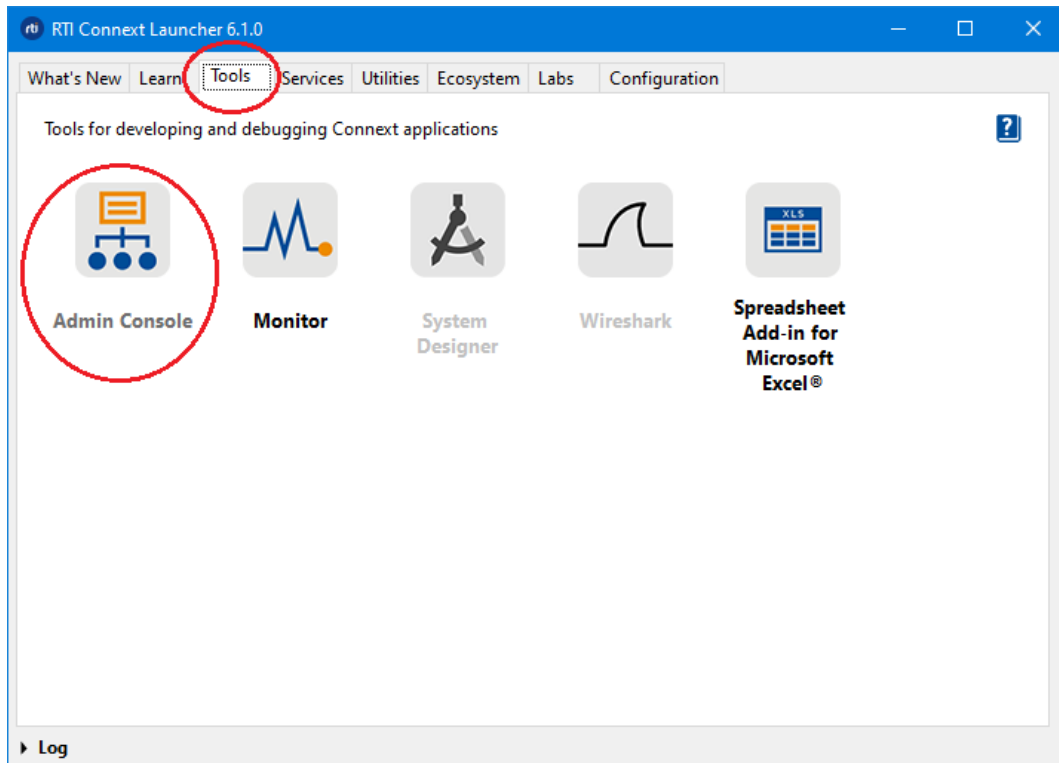 rti RTI Connext Launcher 6.1.0
What's New Learn Tools Services Utilities Ecosystem Labs Configuration
Tools for developing and debugging Connext applications
?
XLS
Admin Console
Monitor
System
Designer
Wireshark
Spreadsheet
Add-in for
Microsoft
Excel®
Log